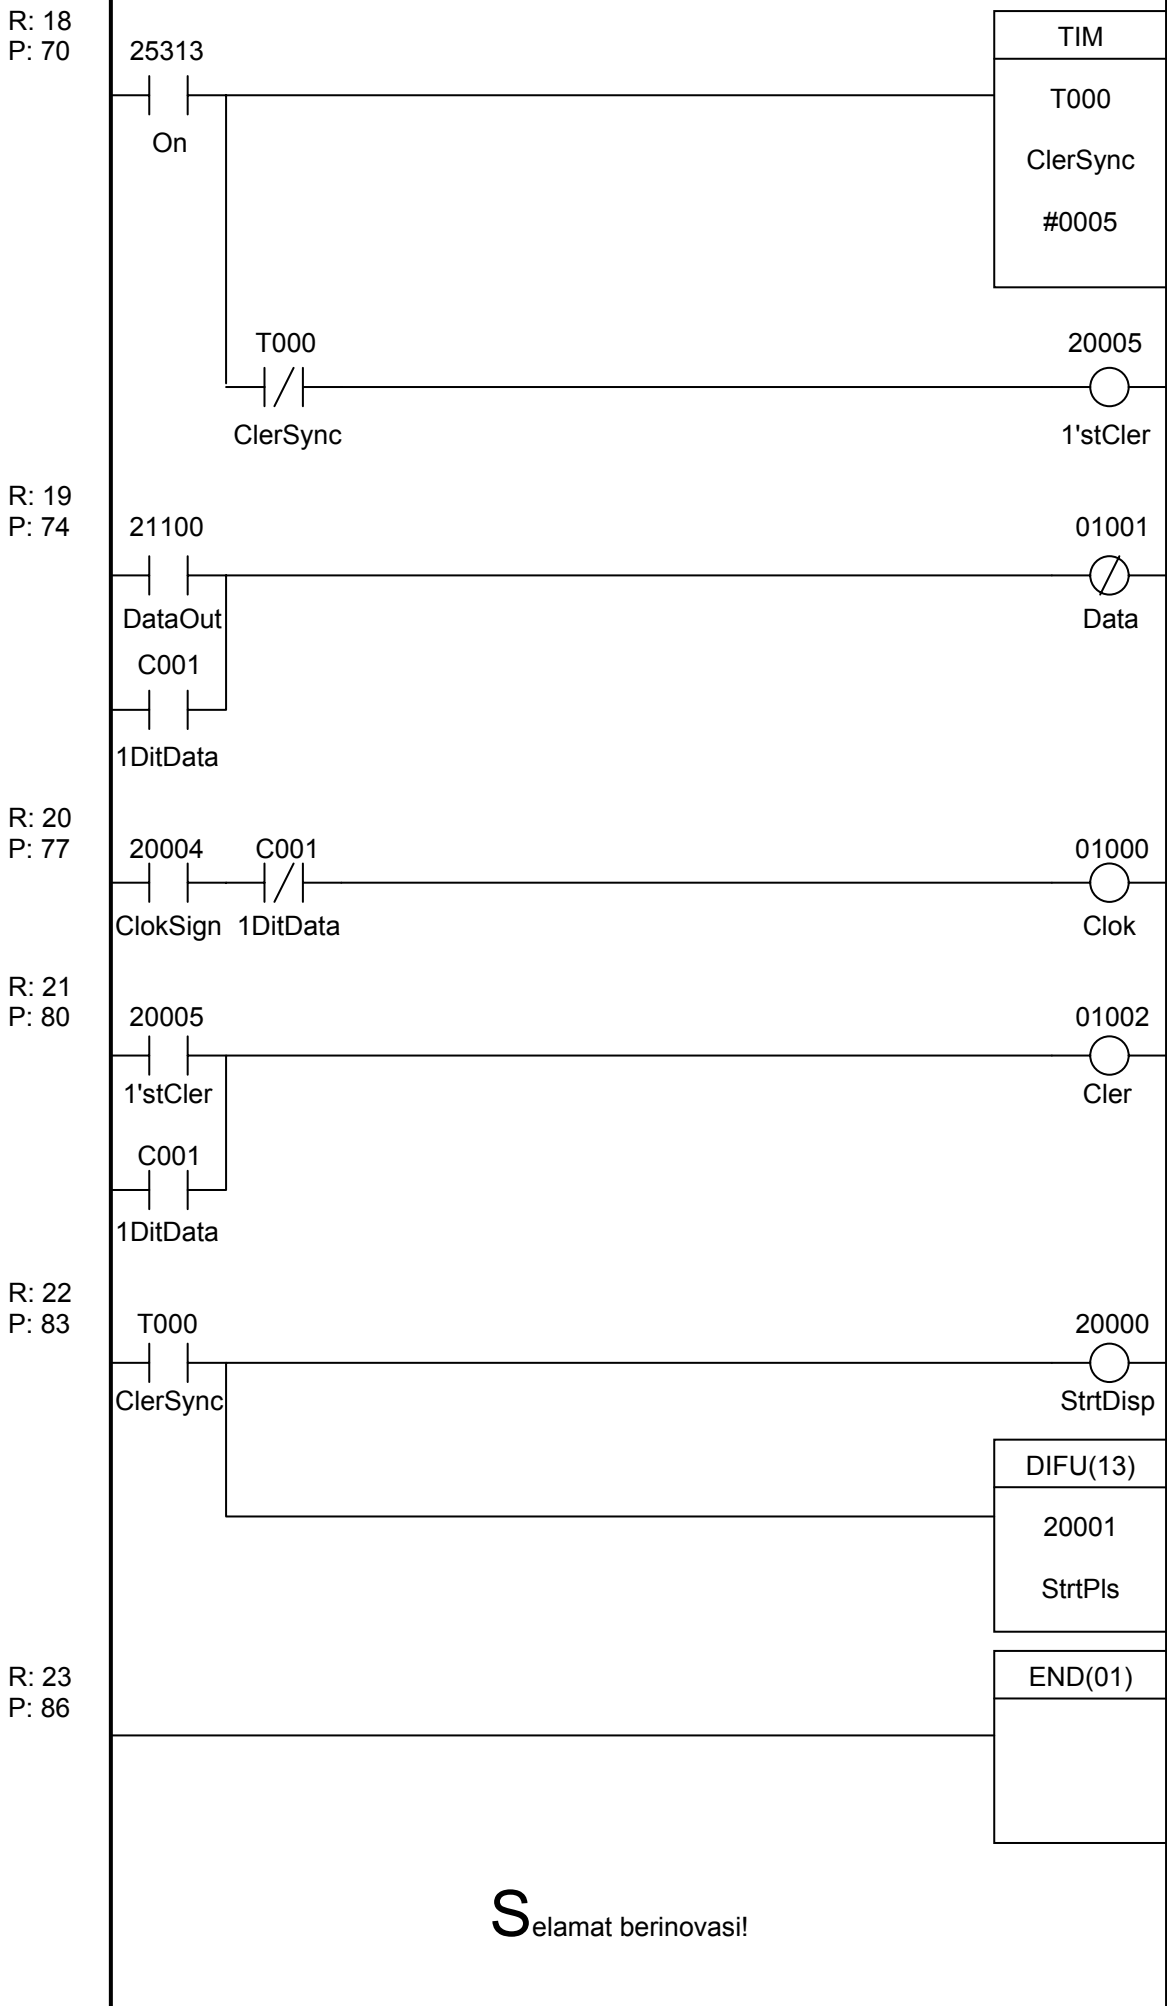 R: 18
P: 70
25313
On
TIM
T000
ClerSync
#0005
T000
ClerSync
20005
1'stCler
R: 19
P: 74
21100
DataOut
01001
Data
C001
1DitData
R: 20
P: 77
20004
C001
01000
ClokSign
1DitData
Clok
R: 21
P: 80
20005
1'stCler
01002
Cler
C001
1DitData
R: 22
P: 83
T000
ClerSync
20000
StrtDisp
DIFU(13)
20001
StrtPls
R: 23
P: 86
END(01)
Selamat berinovasi!